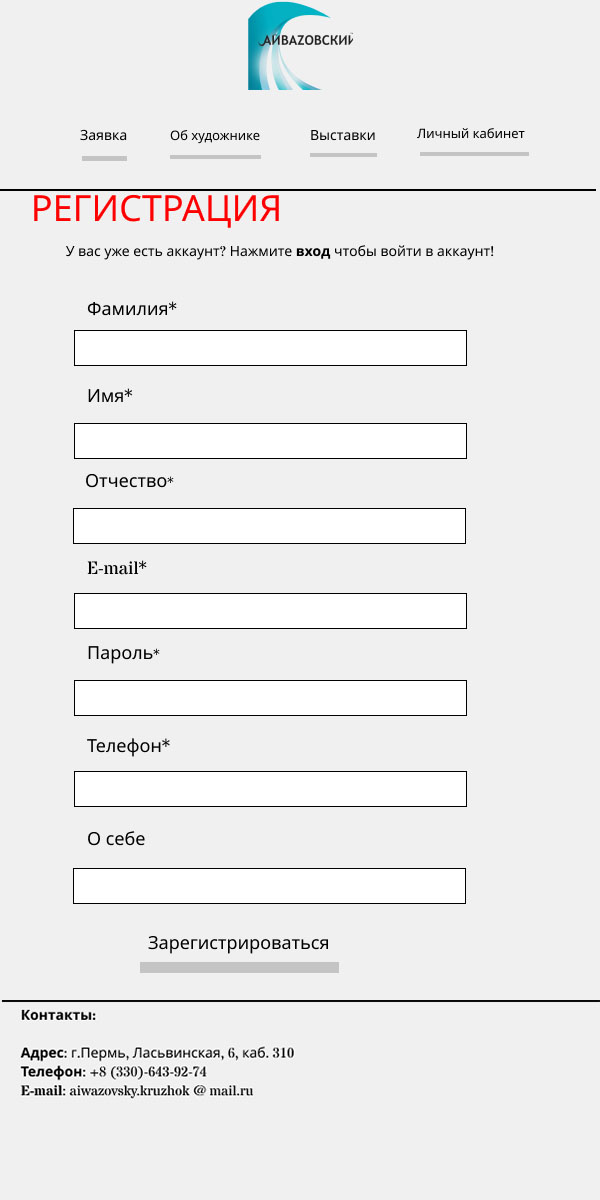 АЙВАZОВСКИЙ
Заявка Об художнике Выставки Личный кабинет
РЕГИСТРАЦИЯ
У вас уже есть аккаунт? Нажмите вход чтобы войти в аккаунт!
Фамилия*
Имя*
Отчество*
E-mail*
Пароль*
Телефон*
О себе
Зарегистрироваться
Контакты:
Адрес: г.Пермь, Ласьвинская, 6, каб. 310
Телефон: +8 (330)-643-92-74
E-mail: aiwazovsky.kruzhok @ mail.ru